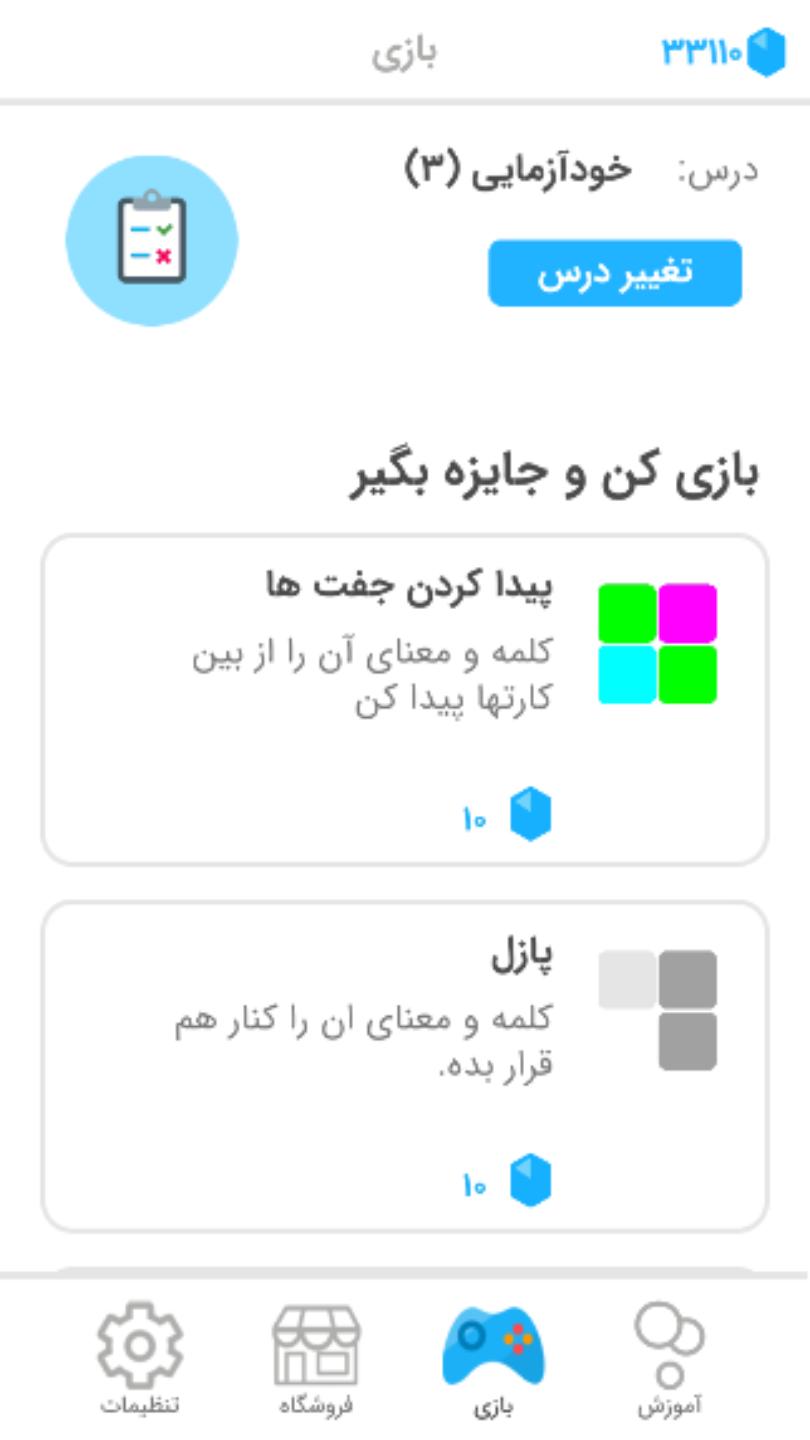 ۳۳۱۱۰
بازی
درس: خودآزمایی (۳)
تغییر درس
بازی کن و جایزه بگیر
پیدا کردن جفت ها
کلمه و معنای آن را از بین
کارتها پیدا کن
۱۰
پازل
کلمه و معنای ان را کنار هم
قرار بده.
۱۰
آموزش
بازی
فروشگاه
تنظیمات